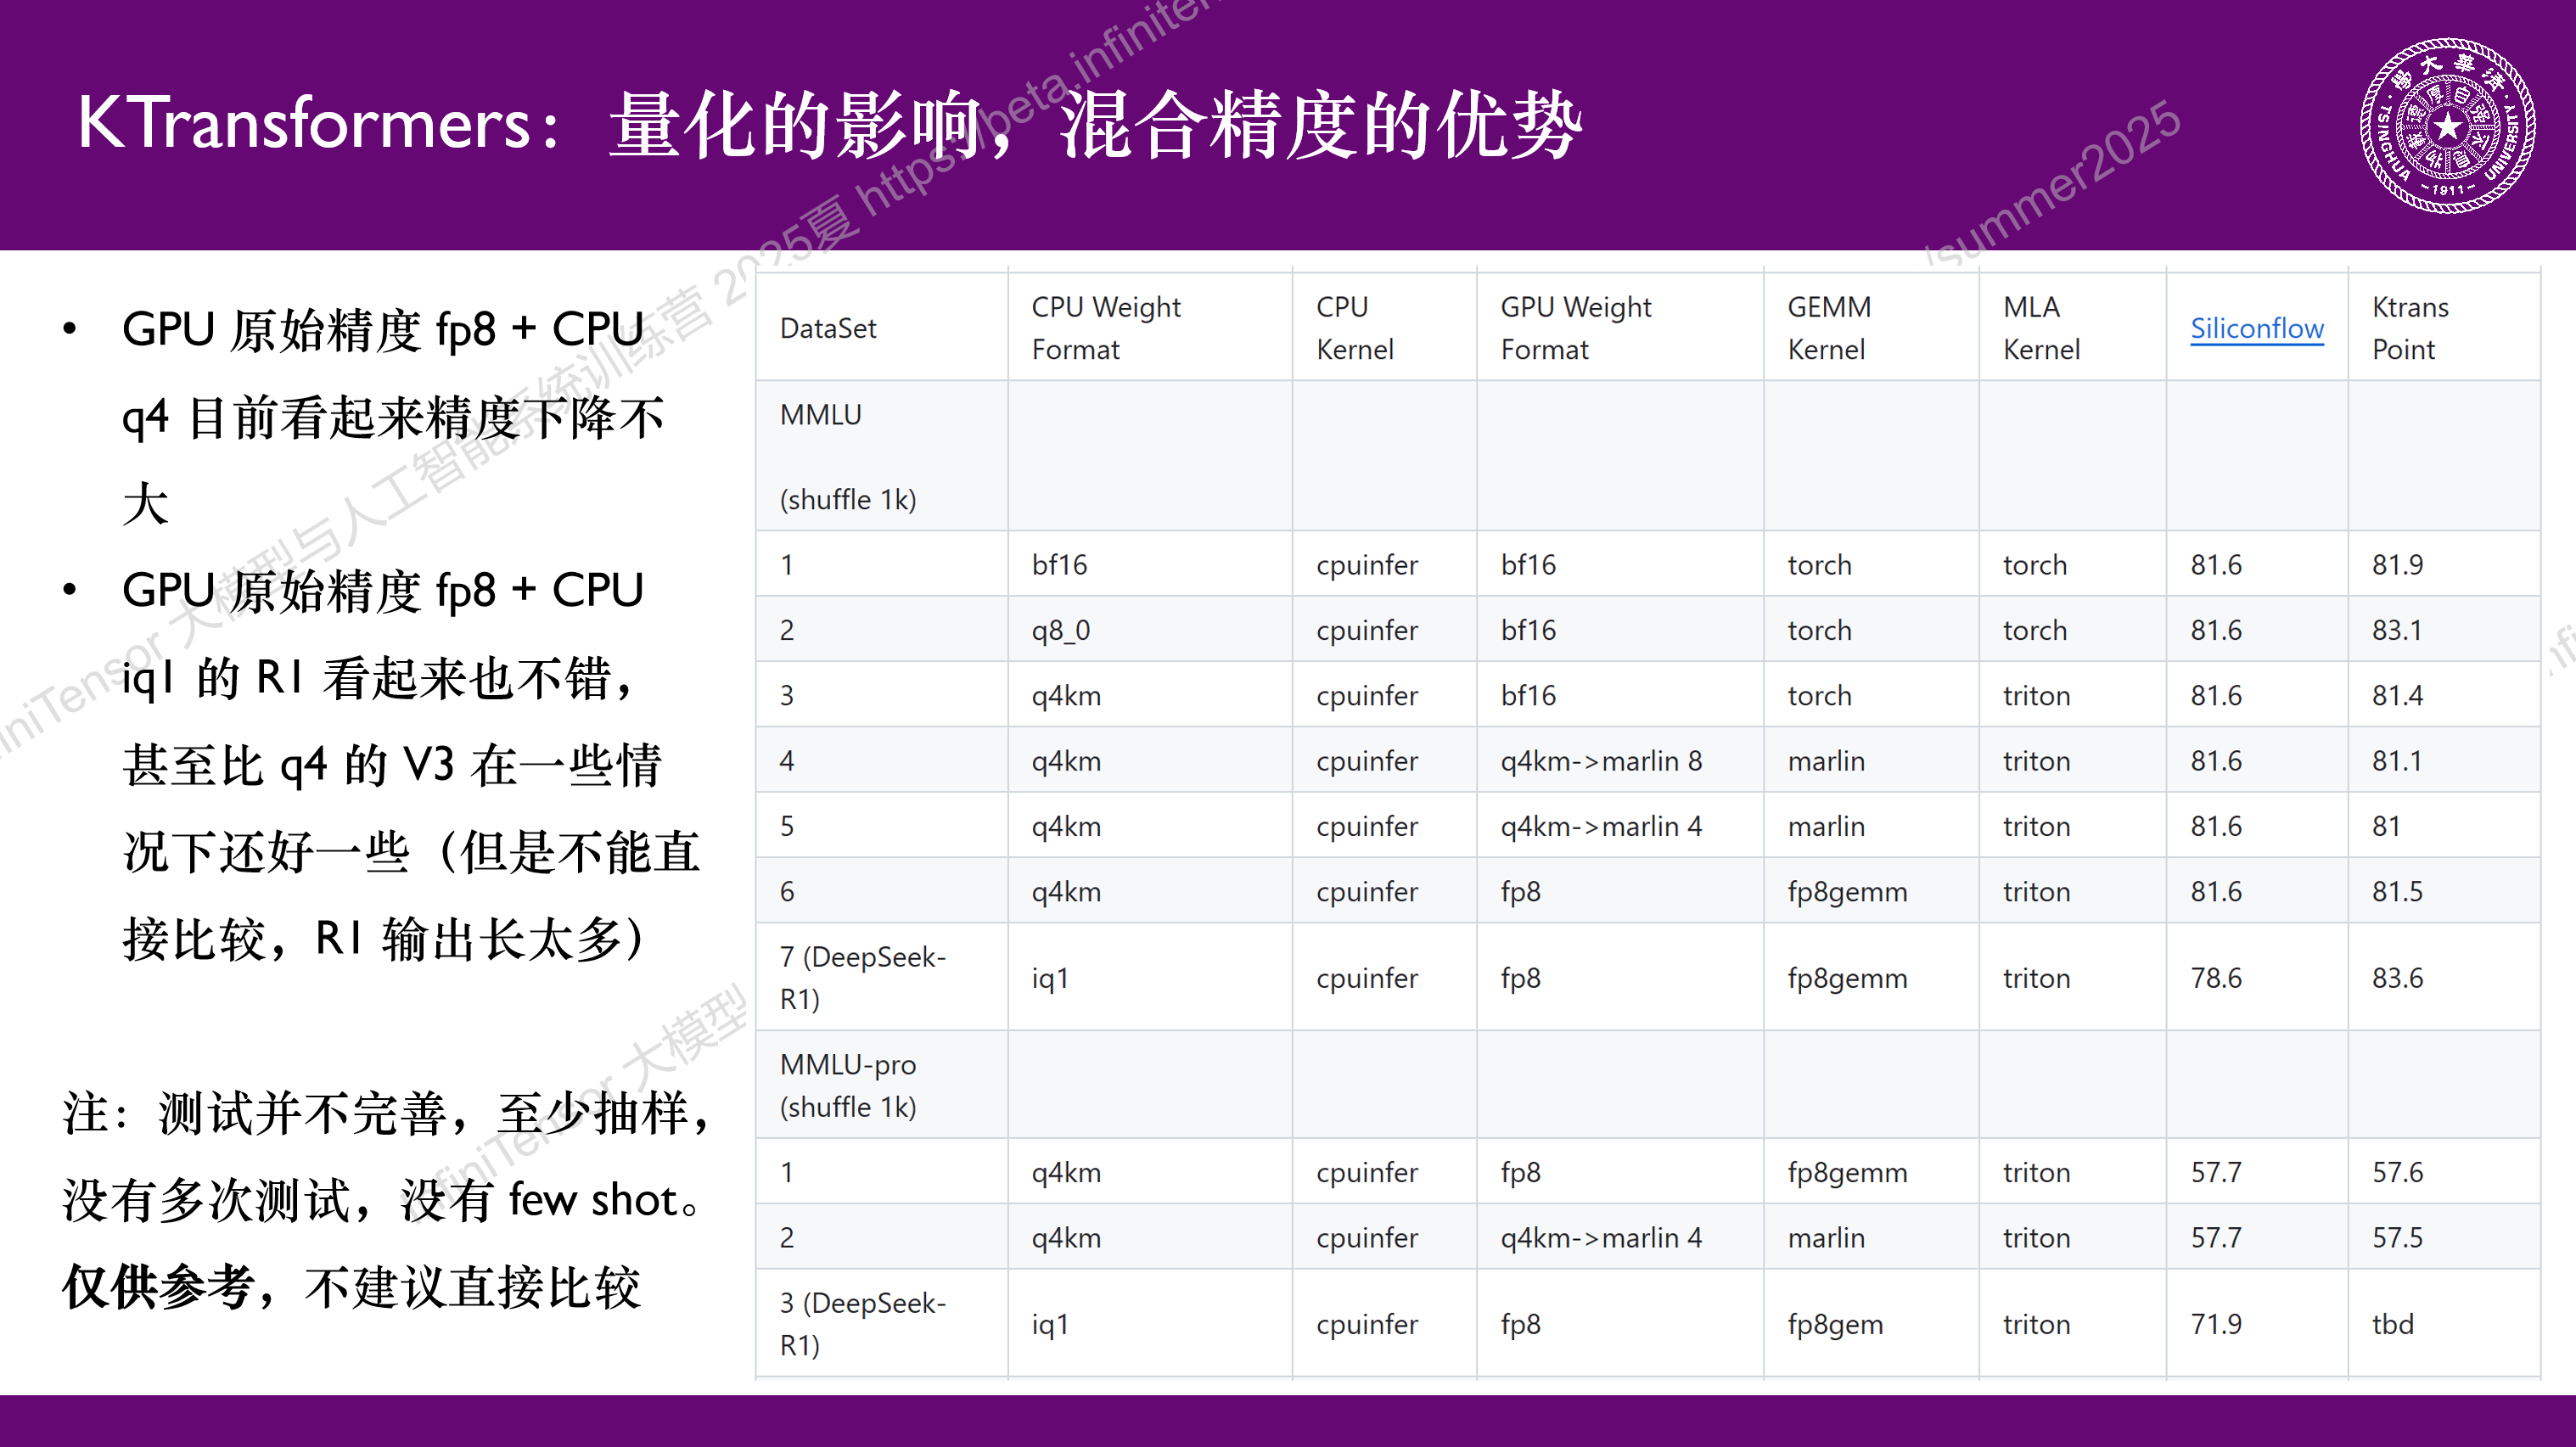 KTransformers：量化的影响，混合精度的优势
• GPU 原始精度 fp8 + CPU
q4 目前看起来精度下降不
大
• GPU 原始精度 fp8 + CPU
iq1 的 R1 看起来也不错，
甚至比 q4 的 V3 在一些情
况下还好一些（但是不能直
接比较，R1 输出长太多）
注：测试并不完善，至少抽样，
没有多次测试，没有 few shot。
仅供参考，不建议直接比较
DataSet CPU Weight Format CPU Kernel GPU Weight Format GEMM Kernel MLA Kernel Siliconflow Ktrans Point
MMLU
(shuffle 1k)
1 bf16 cpuinfer bf16 torch torch 81.6 81.9
2 q8_0 cpuinfer bf16 torch torch 81.6 83.1
3 q4km cpuinfer bf16 torch triton 81.6 81.4
4 q4km cpuinfer q4km->marlin 8 marlin triton 81.6 81.1
5 q4km cpuinfer q4km->marlin 4 marlin triton 81.6 81
6 q4km cpuinfer fp8 fp8gemm triton 81.6 81.5
7 (DeepSeek-R1) iq1 cpuinfer fp8 fp8gemm triton 78.6 83.6
MMLU-pro
(shuffle 1k)
1 q4km cpuinfer fp8 fp8gemm triton 57.7 57.6
2 q4km cpuinfer q4km->marlin 4 marlin triton 57.7 57.5
3 (DeepSeek-R1) iq1 cpuinfer fp8 fp8gem triton 71.9 tbd
TSINGHUA UNIVERSITY
-1911-
iniTensor 大模型与人工智能系统训练营 2025夏 https://beta.infiniten
/summer2025
InfiniTensor 大模型